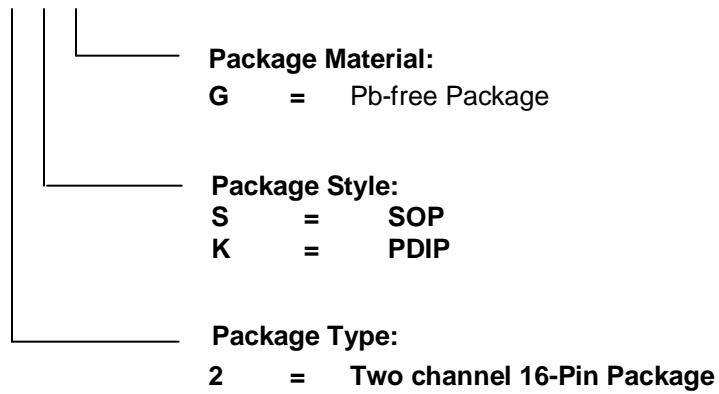 Package Material:
G = Pb-free Package
Package Style:
S = SOP
K = PDIP
Package Type:
2 = Two channel 16-Pin Package